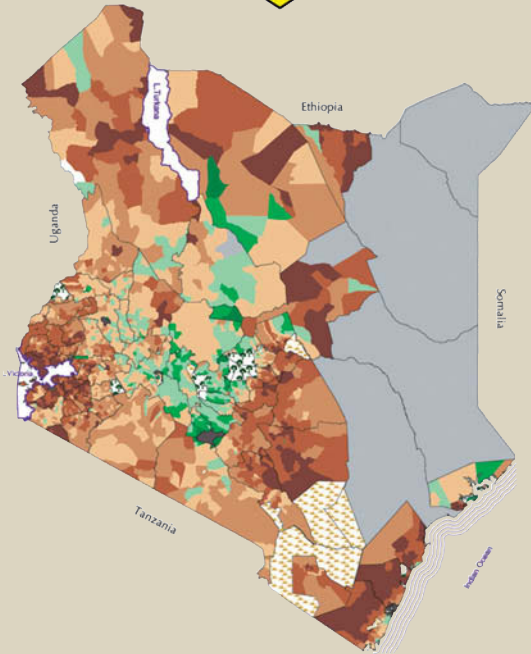 Ethiopia
L.Turkana
Uganda
Somalia
L. Victoria
Tanzania
Indian Ocean